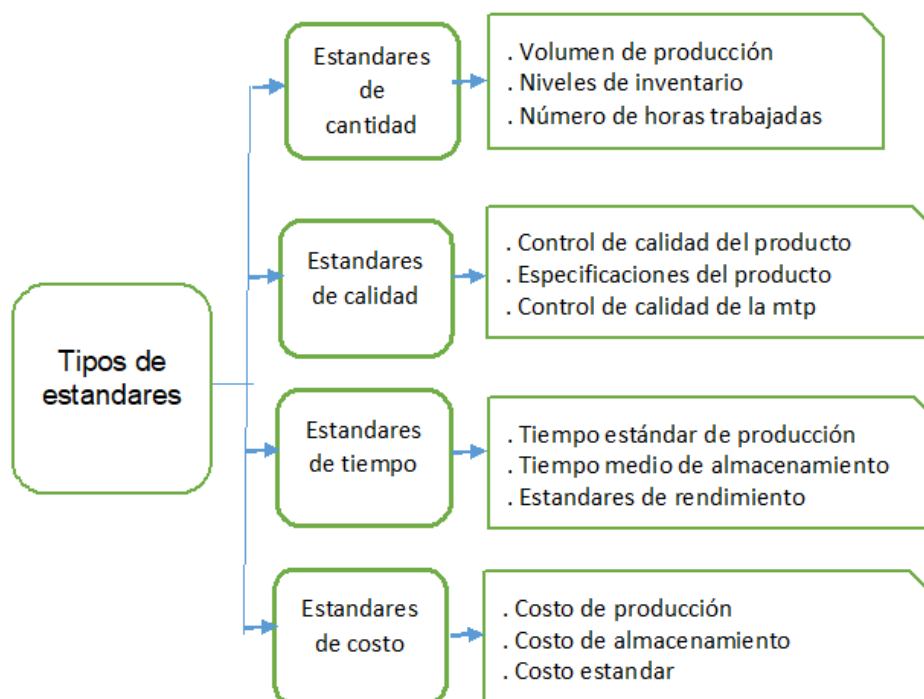 Tipos de
estandares
Estandares
de
cantidad
. Volumen de producción
. Niveles de inventario
. Número de horas trabajadas
Estandares
de calidad
. Control de calidad del producto
. Especificaciones del producto
. Control de calidad de la mtp
Estandares
de tiempo
. Tiempo estándar de producción
. Tiempo medio de almacenamiento
. Estandares de rendimiento
Estandares
de costo
. Costo de producción
. Costo de almacenamiento
. Costo estandar